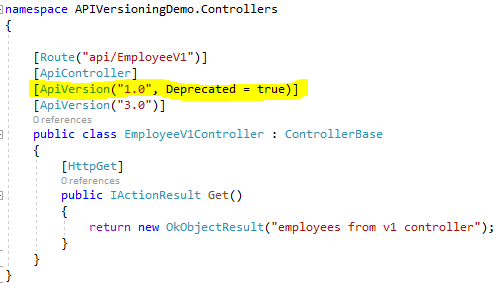 namespace APIVersioningDemo.Controllers
{
[Route("api/EmployeeV1")]
[ApiController]
[ApiVersion("1.0", Deprecated = true)]
[ApiVersion("3.0")]
0 references
public class EmployeeV1Controller : ControllerBase
{
[HttpGet]
0 references
public IActionResult Get()
{
return new OkObjectResult("employees from v1 controller");
}
}
}